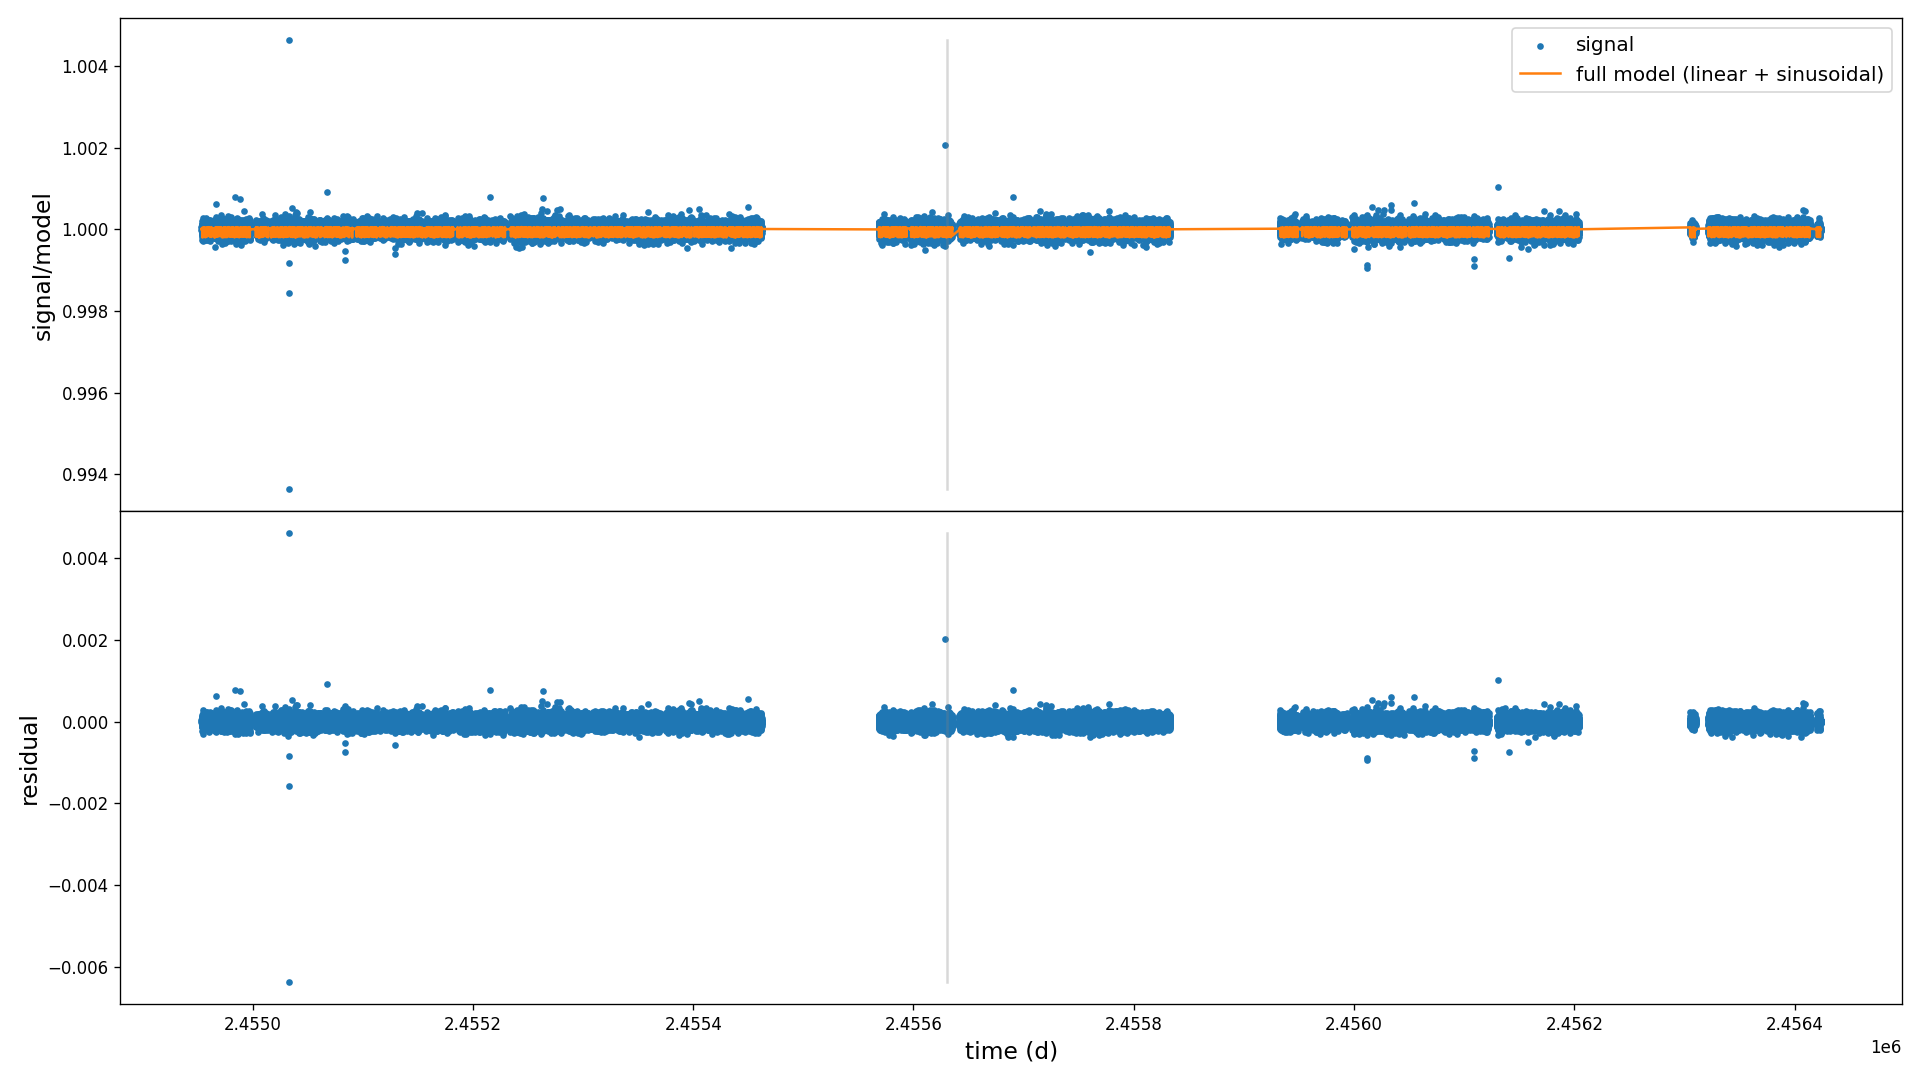 signal
full model (linear + sinusoidal)
signal/model
1.004
1.002
1.000
0.998
0.996
0.994
residual
0.004
0.002
0.000
−0.002
−0.004
−0.006
2.4550 2.4552 2.4554 2.4556 2.4558 2.4560 2.4562 2.4564
1e6
time (d)